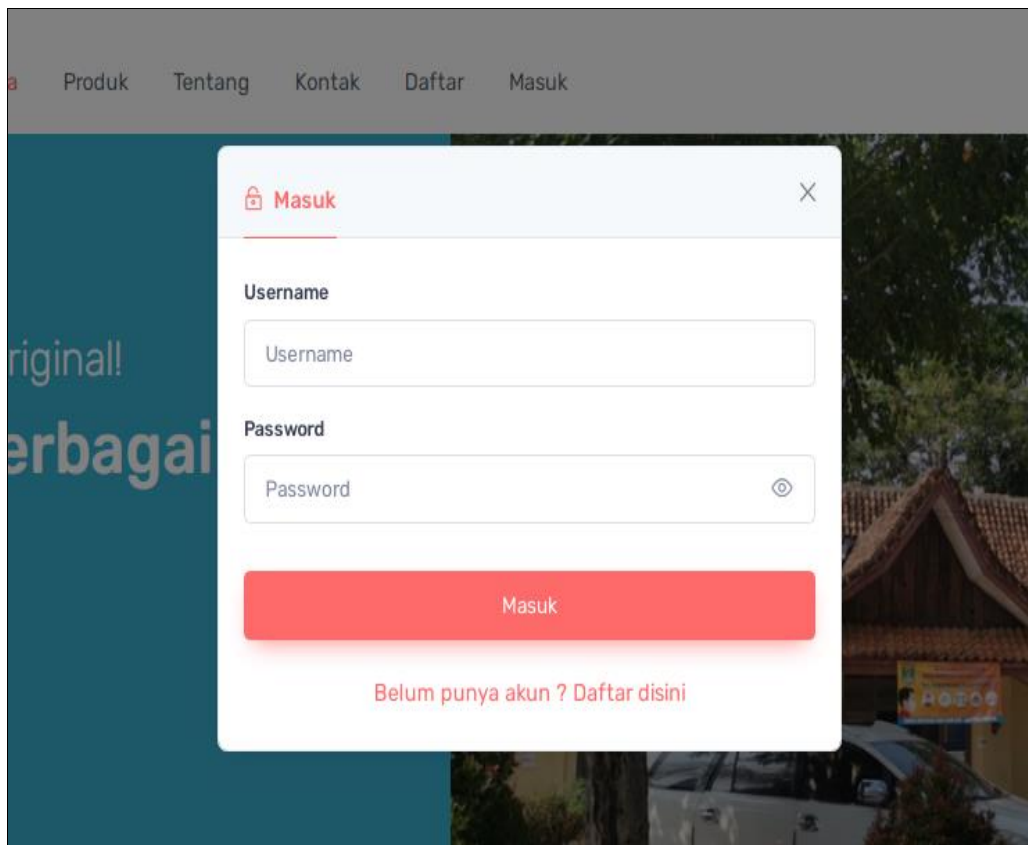 a Produk Tentang Kontak Daftar Masuk
Masuk
Username
Username
riginal!
Password
erbagai
Password
Masuk
Belum punya akun ? Daftar disini